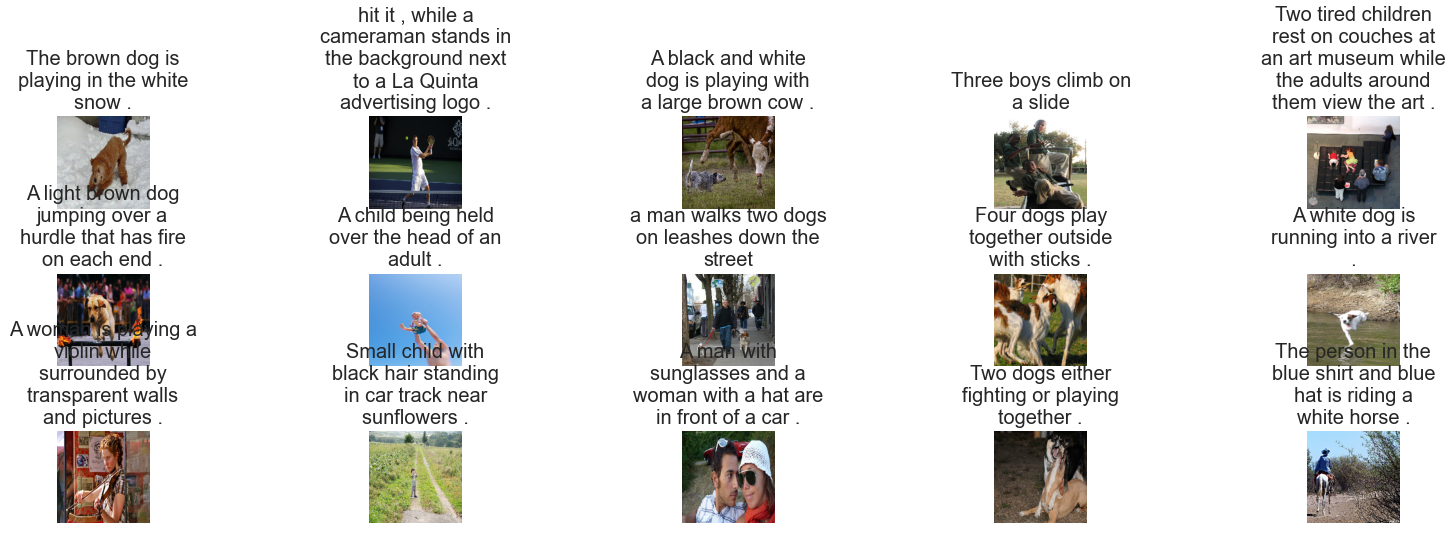 The brown dog is
playing in the white
snow .
hit it , while a
cameraman stands in
the background next
to a La Quinta
advertising logo .
A black and white
dog is playing with
a large brown cow .
Three boys climb on
a slide
Two tired children
rest on couches at
an art museum while
the adults around
them view the art .
A light brown dog
jumping over a
hurdle that has fire
on each end .
A child being held
over the head of an
adult .
a man walks two dogs
on leashes down the
street
Four dogs play
together outside
with sticks .
A white dog is
running into a river
.
A woman is playing a
violin while
surrounded by
transparent walls
and pictures .
Small child with
black hair standing
in car track near
sunflowers .
A man with
sunglasses and a
woman with a hat are
in front of a car .
Two dogs either
fighting or playing
together .
The person in the
blue shirt and blue
hat is riding a
white horse .